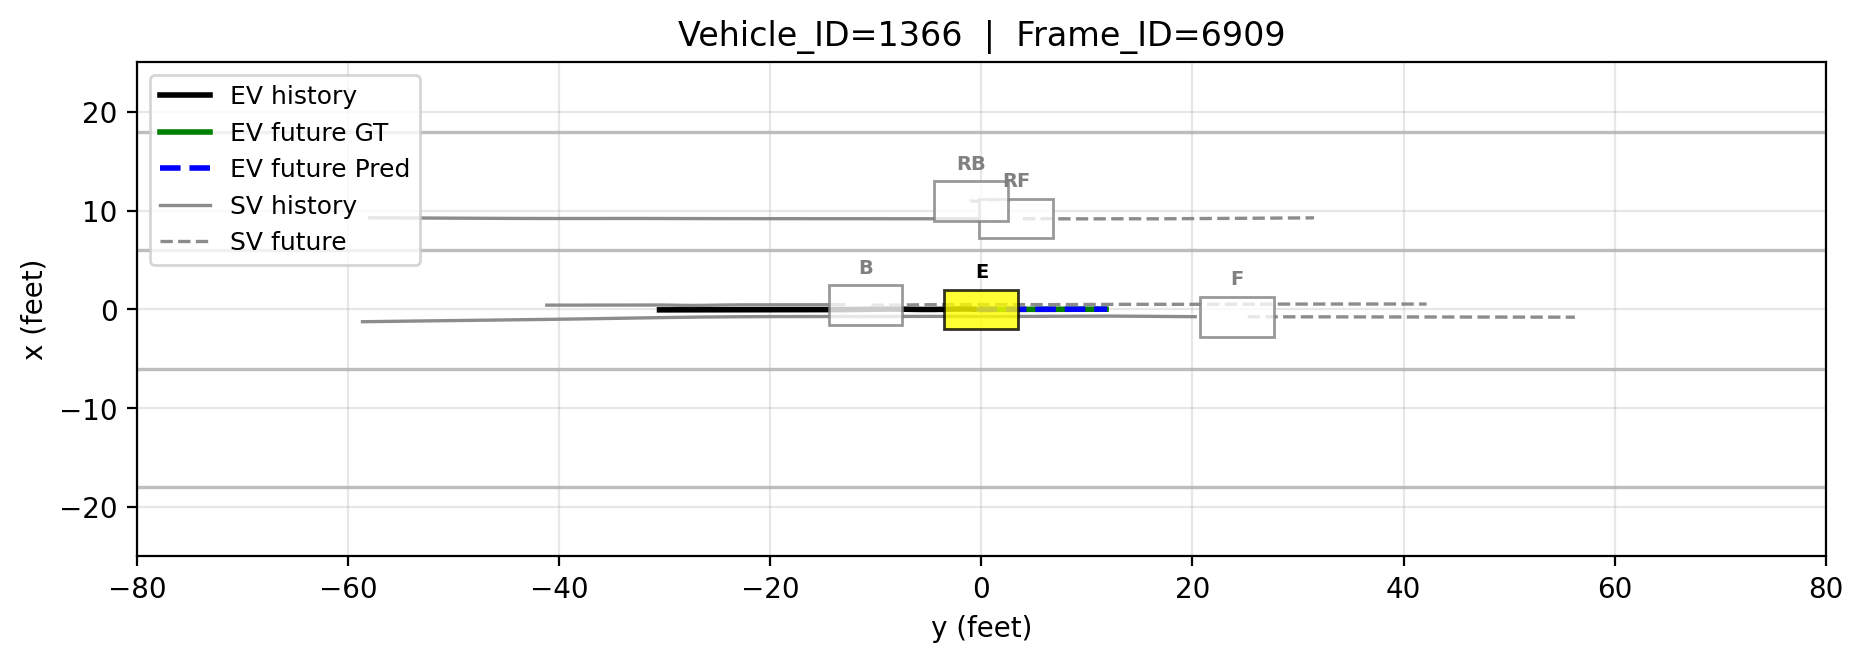 Vehicle_ID=1366 | Frame_ID=6909
EV history
EV future GT
EV future Pred
SV history
SV future
RB
RF
B
E
F
x (feet)
20
10
0
−10
−20
−80
−60
−40
−20
0
20
40
60
80
y (feet)